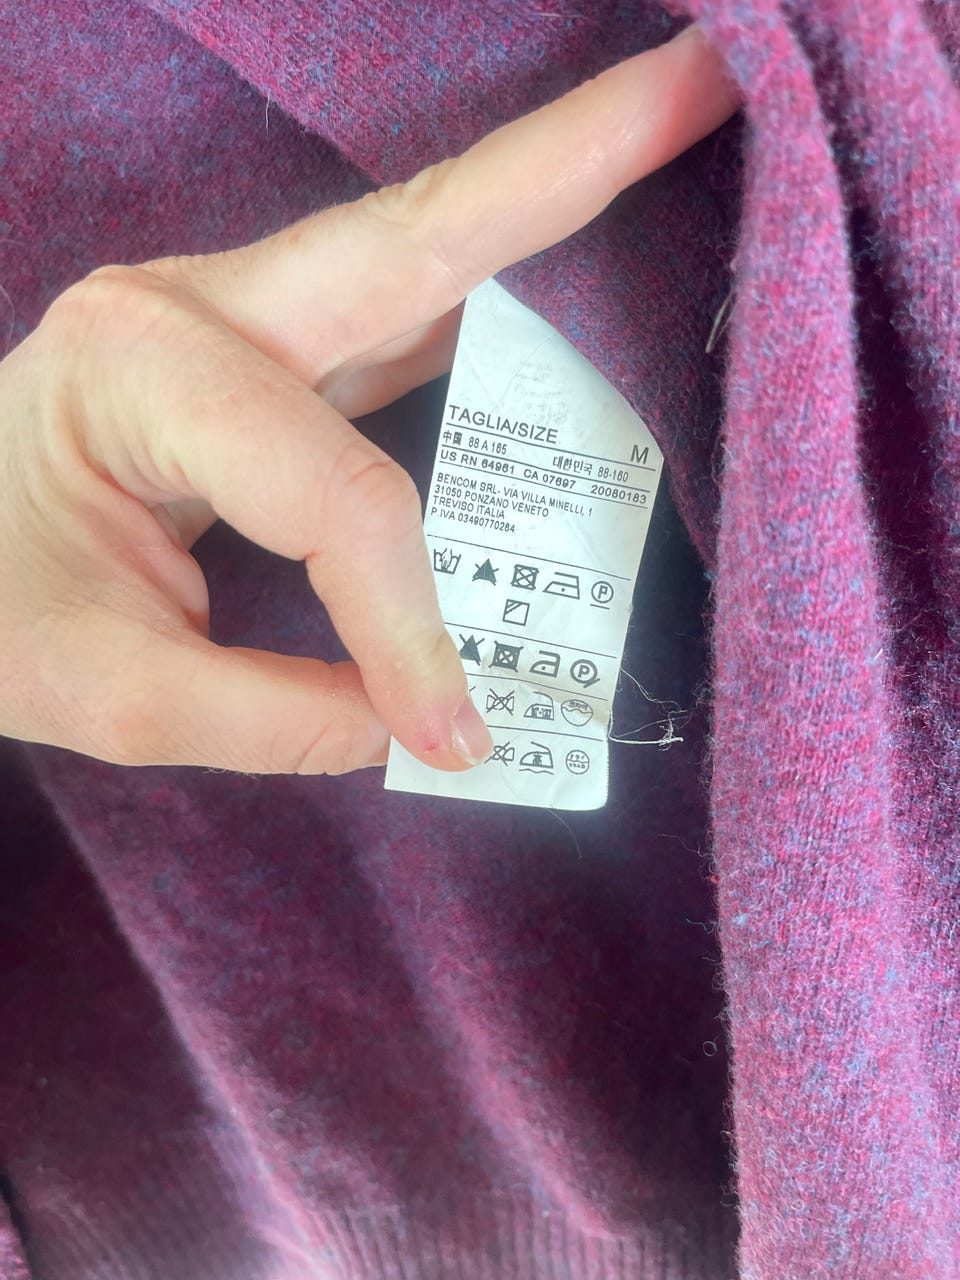 TAGLIA/SIZE M
中国 88 A 165 대한민국 88-160
US RN 64961 CA 07697 20080183
BENCOM SRL- VIA VILLA MINELLI, 1
31050 PONZANO VENETO
TREVISO ITALIA
P.IVA 03490770264
P
P